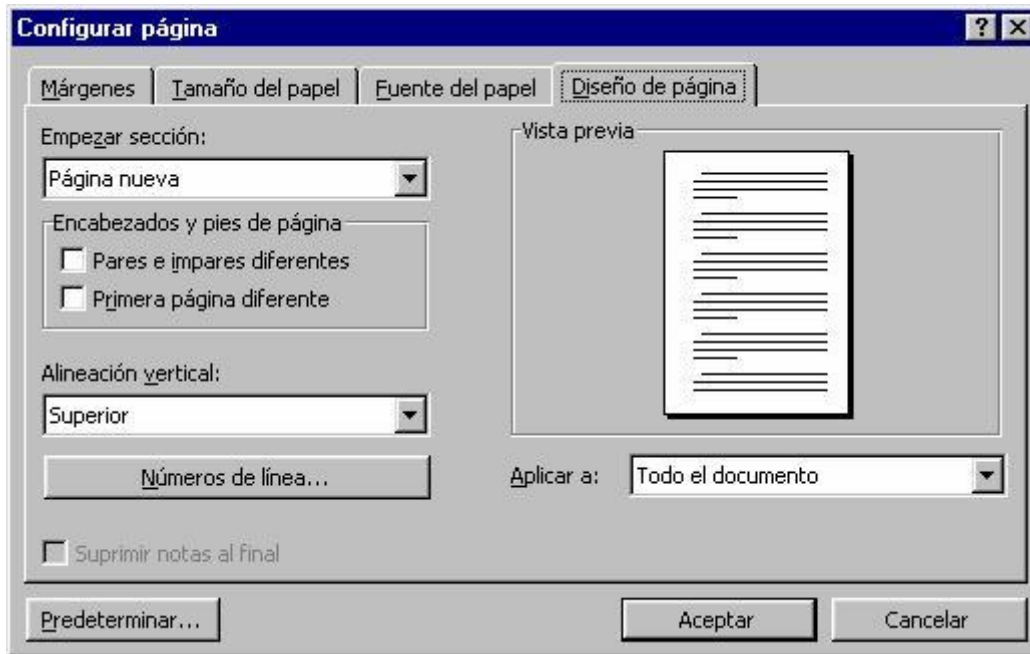 Configurar página
Márgenes
Tamaño del papel
Fuente del papel
Diseño de página
Empezar sección:
Página nueva
Encabezados y pies de página
Pares e impares diferentes
Primera página diferente
Alineación vertical:
Superior
Números de línea...
Suprimir notas al final
Vista previa
Aplicar a:
Todo el documento
Predeterminar...
Aceptar
Cancelar